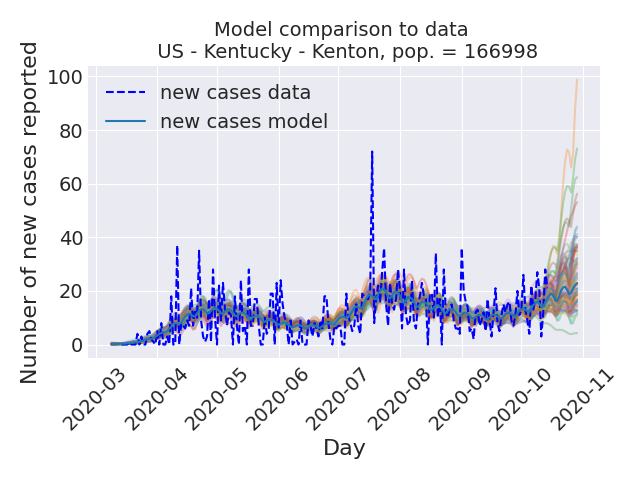 Model comparison to data
US - Kentucky - Kenton, pop. = 166998
Number of new cases reported
100
80
60
40
20
0
new cases data
new cases model
2020-03
2020-04
2020-05
2020-06
2020-07
2020-08
2020-09
2020-10
2020-11
Day